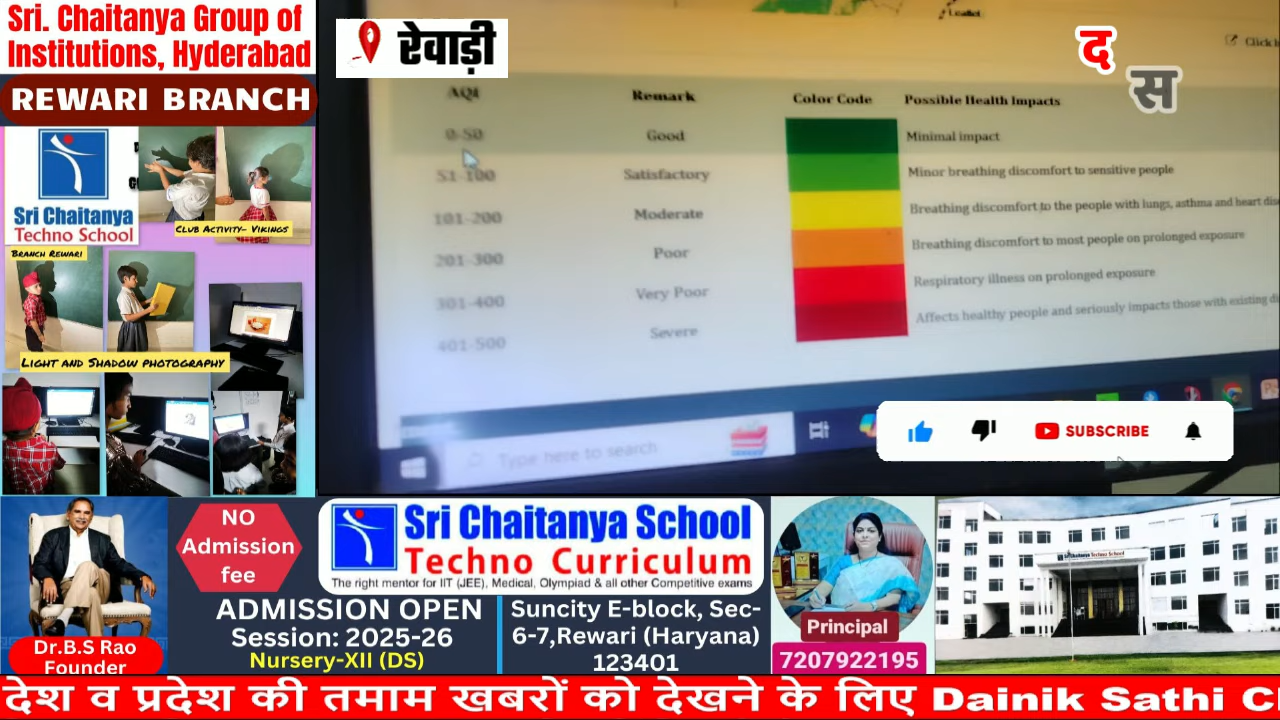 Sri. Chaitanya Group of
Institutions, Hyderabad
REWARI BRANCH
Sri Chaitanya
Techno School
CLUB ACTIVITY- VIKINGS
BRANCH REWARI
LIGHT AND SHADOW PHOTOGRAPHY
रेवाड़ी
द
स
Leaflet
Click
AQI Remark Color Code Possible Health Impacts
0-50 Good Minimal impact
51-100 Satisfactory Minor breathing discomfort to sensitive people
101-200 Moderate Breathing discomfort to the people with lungs, asthma and heart
201-300 Poor Breathing discomfort to most people on prolonged exposure
301-400 Very Poor Respiratory illness on prolonged exposure
401-500 Severe Affects healthy people and seriously impacts those with existing
Type here to search
SUBSCRIBE
Dr.B.S Rao
Founder
NO
Admission
fee
Sri Chaitanya School
Techno Curriculum
The right mentor for IIT (JEE), Medical, Olympiad & all other Competitive exams
ADMISSION OPEN
Session: 2025-26
Nursery-XII (DS)
Suncity E-block, Sec-
6-7,Rewari (Haryana)
123401
Principal
7207922195
देश व प्रदेश की तमाम खबरों को देखने के लिए Dainik Sathi C